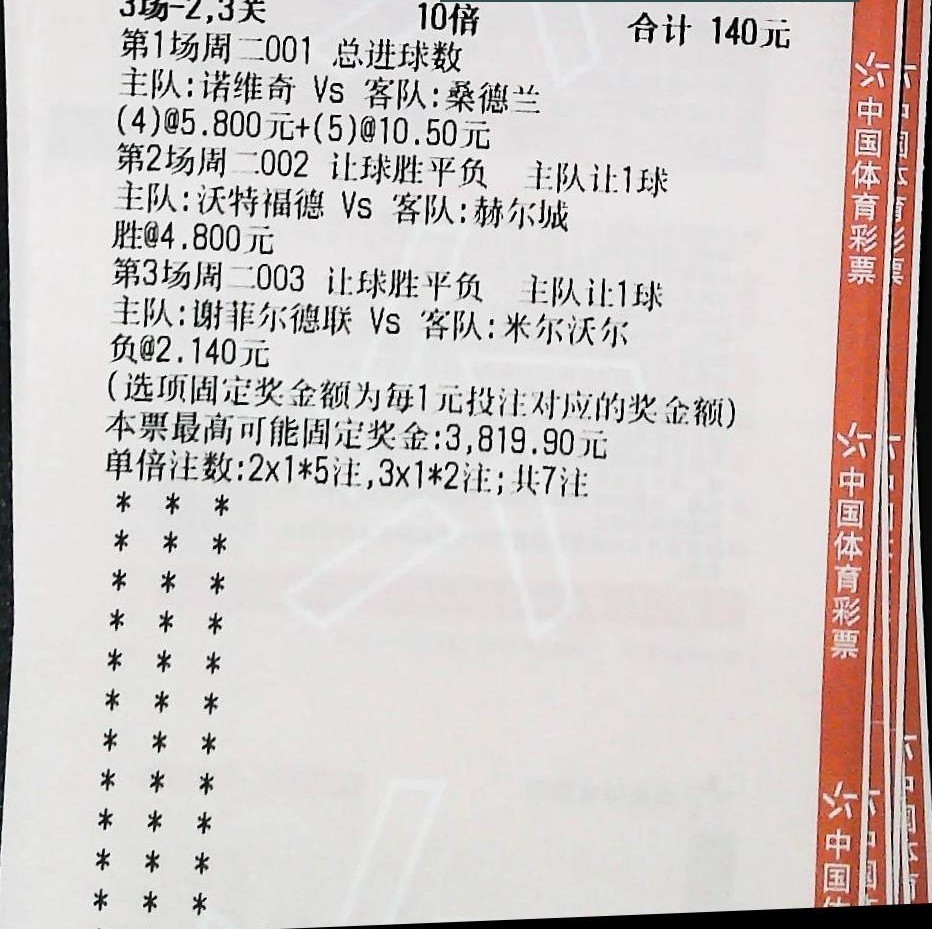 3场-2,3关 10倍 合计 140元
第1场周二001 总进球数
主队:诺维奇 Vs 客队:桑德兰
(4)@5.800元+(5)@10.50元
第2场周二002 让球胜平负 主队让1球
主队:沃特福德 Vs 客队:赫尔城
胜@4.800元
第3场周二003 让球胜平负 主队让1球
主队:谢菲尔德联 Vs 客队:米尔沃尔
负@2.140元
(选项固定奖金额为每1元投注对应的奖金额)
本票最高可能固定奖金:3,819.90元
单倍注数:2x1*5注,3x1*2注;共7注
* * *
* * *
* * *
* * *
* * *
* * *
* * *
* * *
* * *
* * *
* * *
中国体育彩票
中国体育彩票
中国体